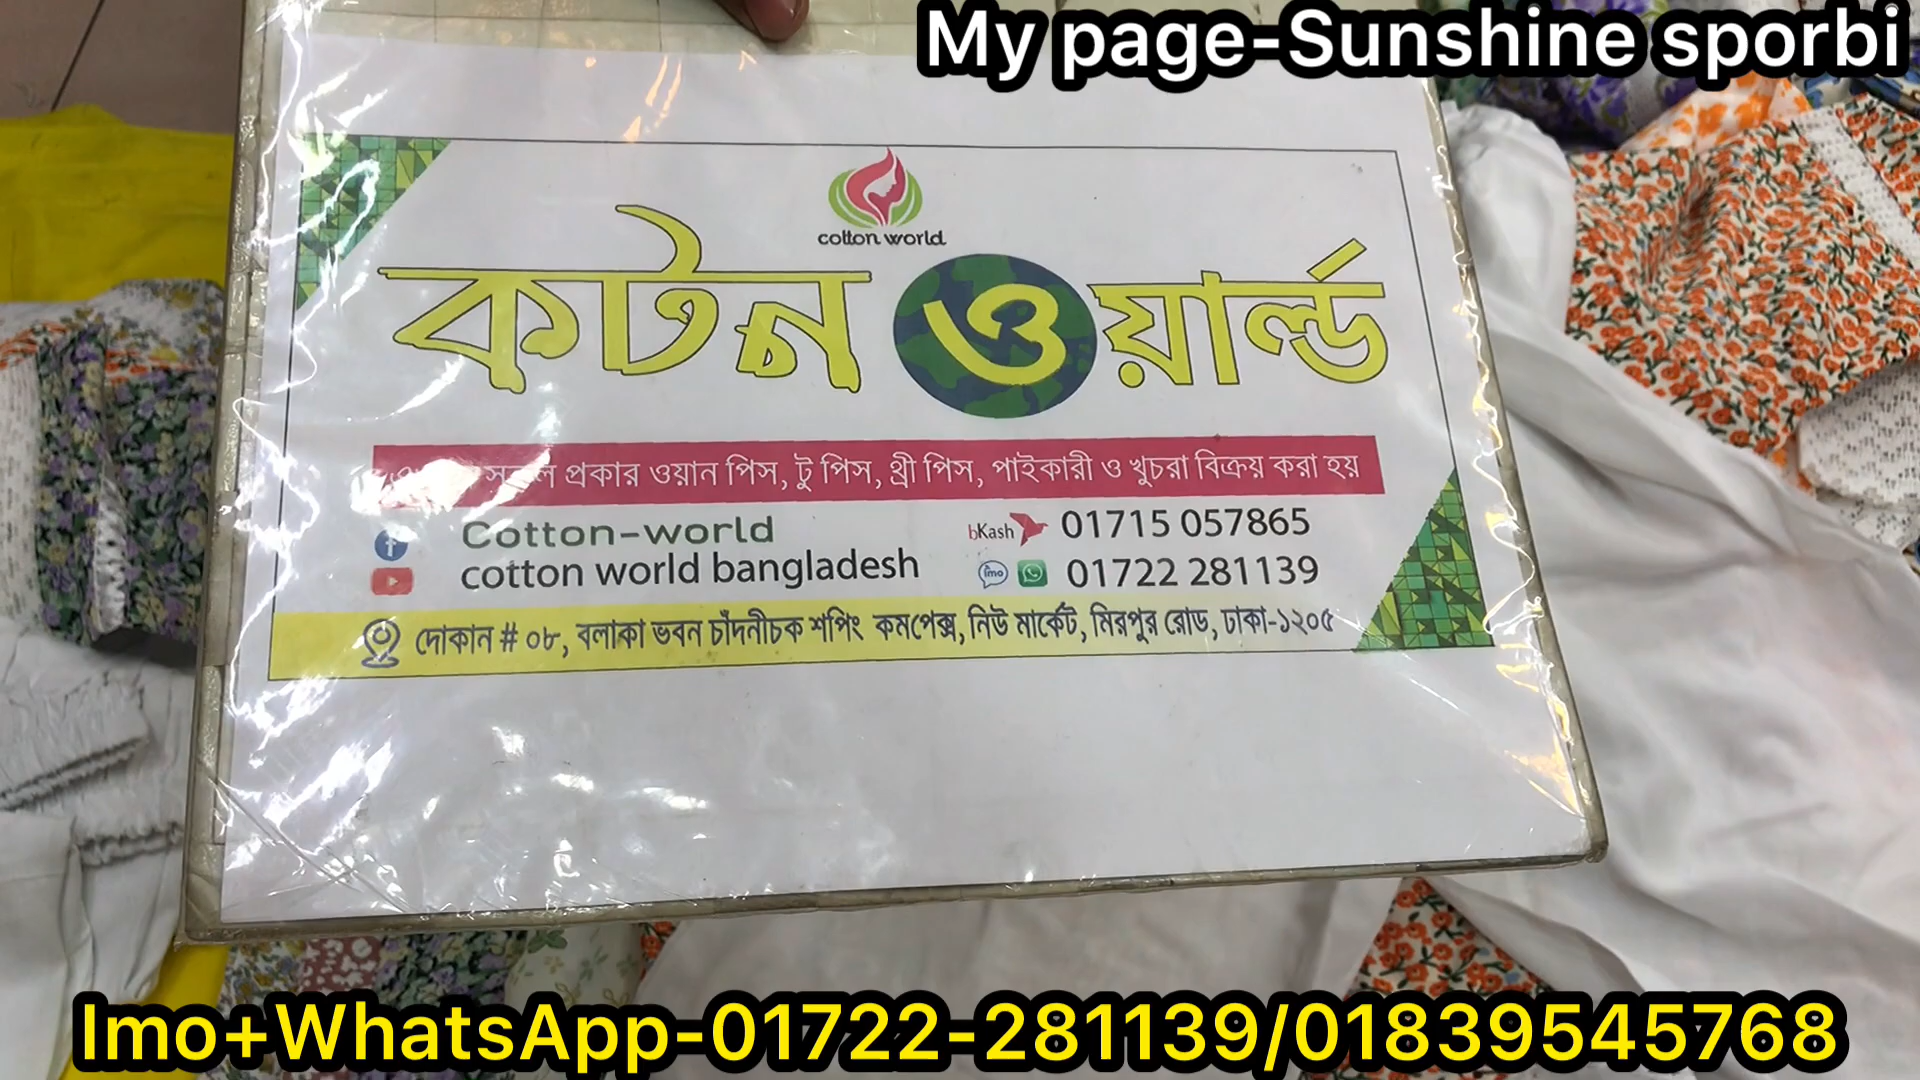 My page-Sunshine sporbi
cotton world
কটন ওয়ার্ল্ড
সকল প্রকার ওয়ান পিস, টু পিস, থ্রী পিস, পাইকারী ও খুচরা বিক্রয় করা হয়
Cotton-world
bKash 01715 057865
cotton world bangladesh
imo 01722 281139
দোকান # ০৮, বলাকা ভবন চাঁদনীচক শপিং কমপেক্স, নিউ মার্কেট, মিরপুর রোড, ঢাকা-১২০৫
Imo+WhatsApp-01722-281139/01839545768